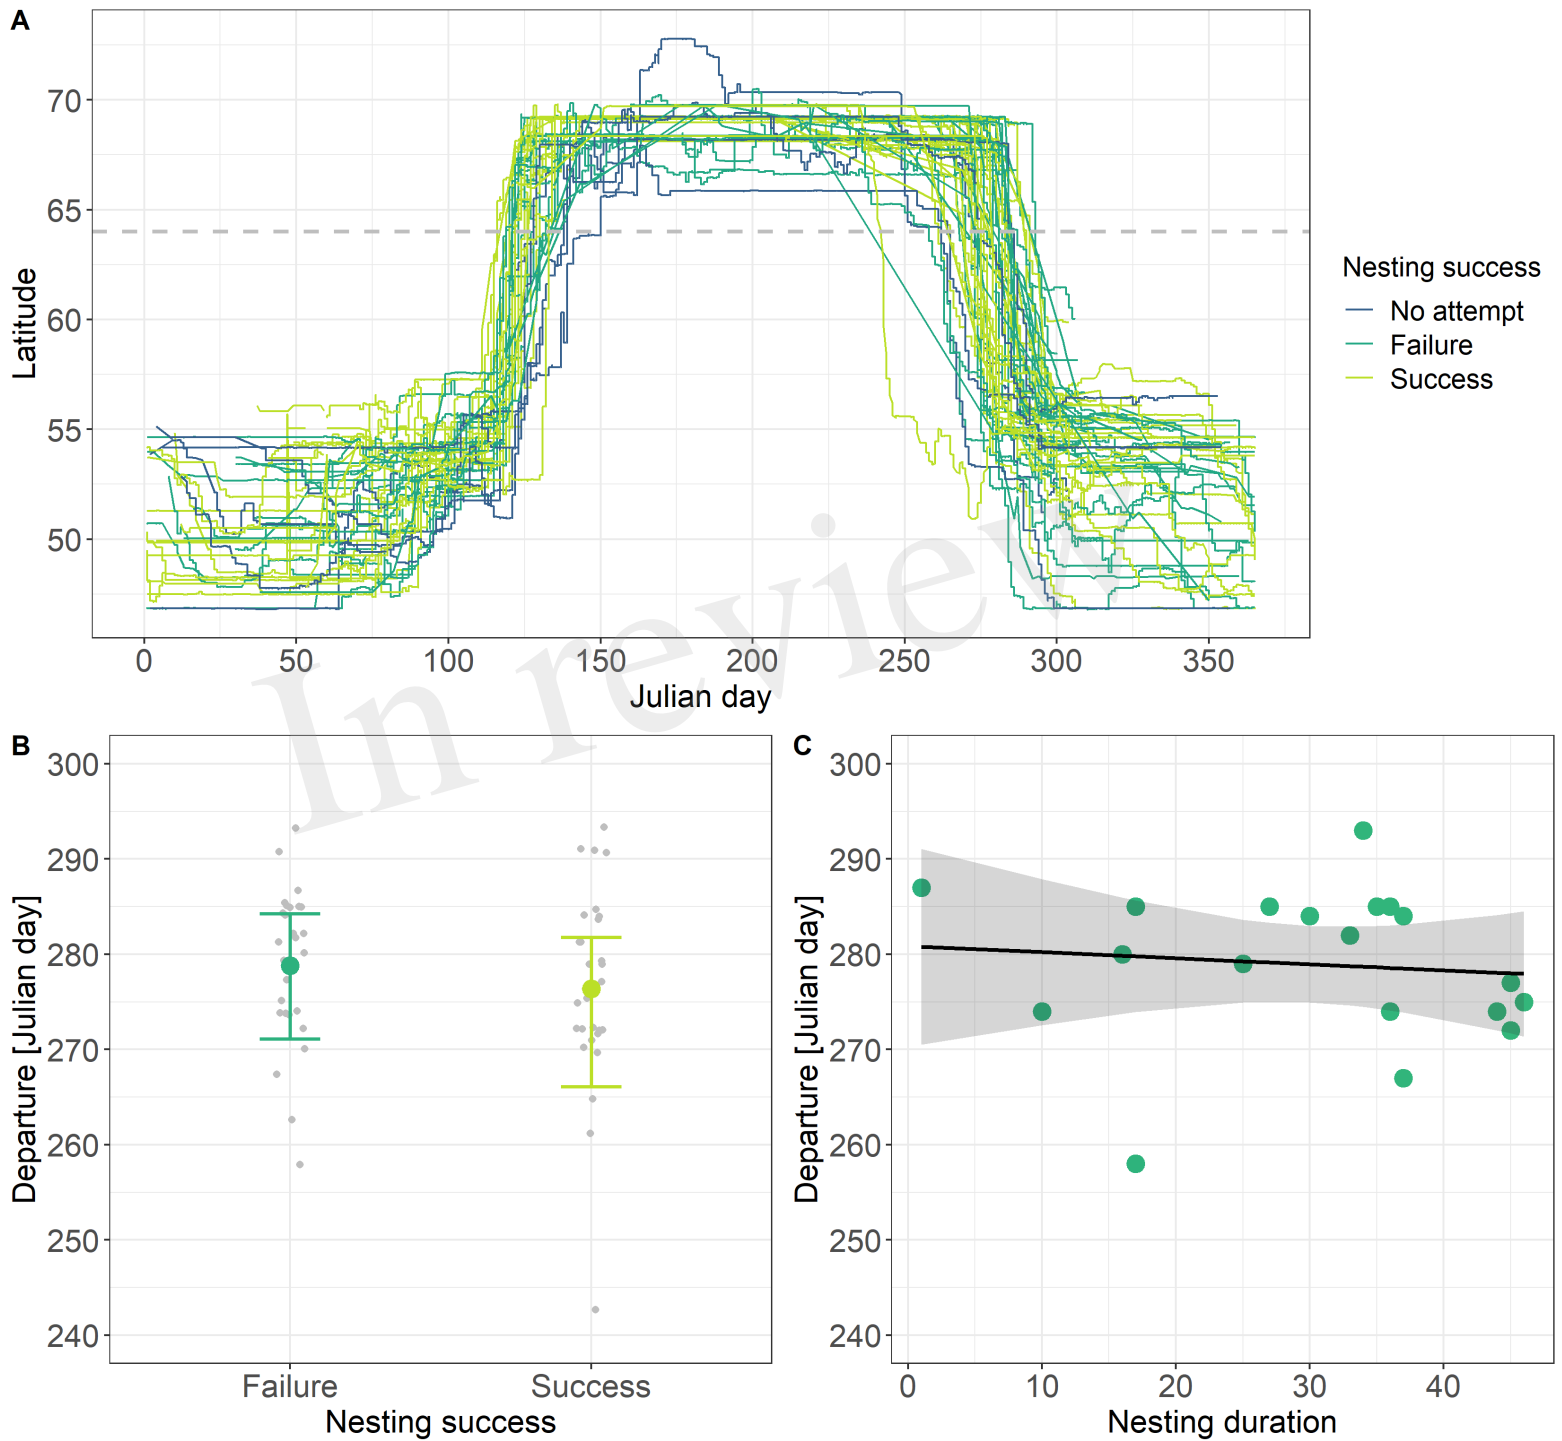 A
70
65
60
55
50
Latitude
0 50 100 150 200 250 300 350
Julian day
Nesting success
No attempt
Failure
Success
In review
B
300
290
280
270
260
250
240
Departure [Julian day]
Failure Success
Nesting success
C
300
290
280
270
260
250
240
Departure [Julian day]
0 10 20 30 40
Nesting duration